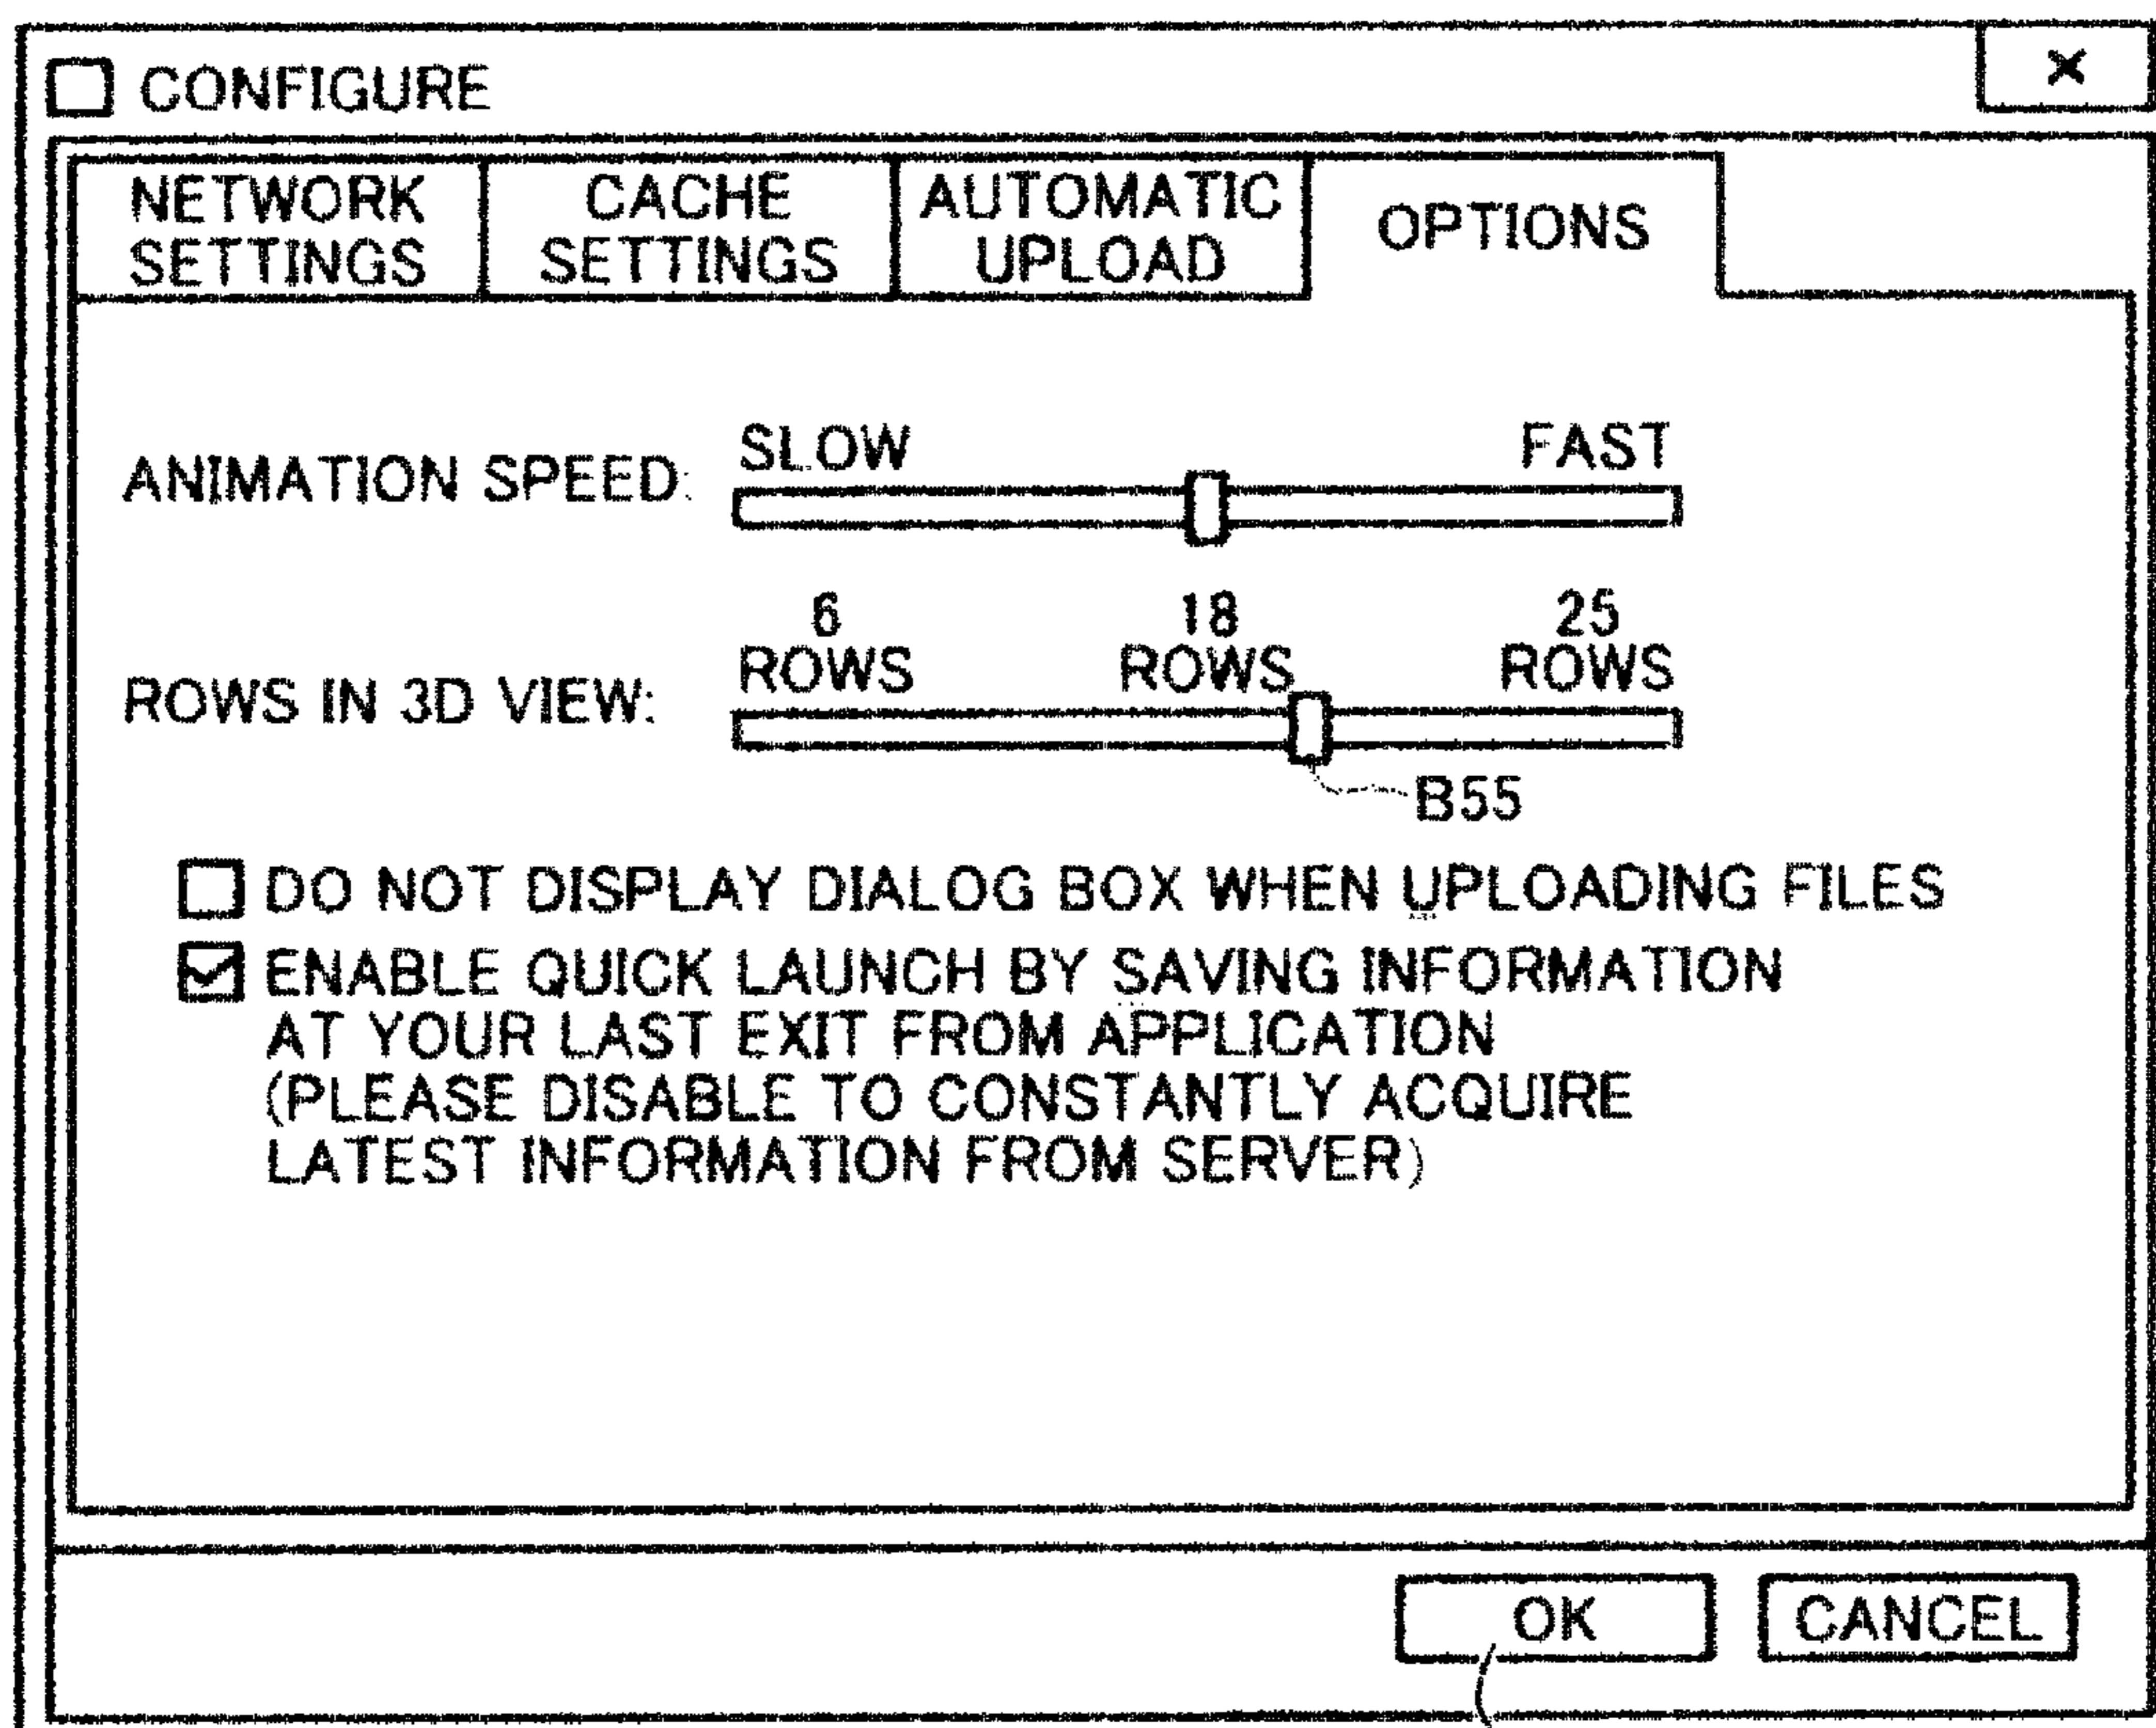 CONFIGURE
×
NETWORK SETTINGS
CACHE SETTINGS
AUTOMATIC UPLOAD
OPTIONS
SLOW
FAST
ANIMATION SPEED:
6 ROWS
18 ROWS
25 ROWS
ROWS IN 3D VIEW:
B55
DO NOT DISPLAY DIALOG BOX WHEN UPLOADING FILES
ENABLE QUICK LAUNCH BY SAVING INFORMATION
AT YOUR LAST EXIT FROM APPLICATION
(PLEASE DISABLE TO CONSTANTLY ACQUIRE
LATEST INFORMATION FROM SERVER)
OK
CANCEL